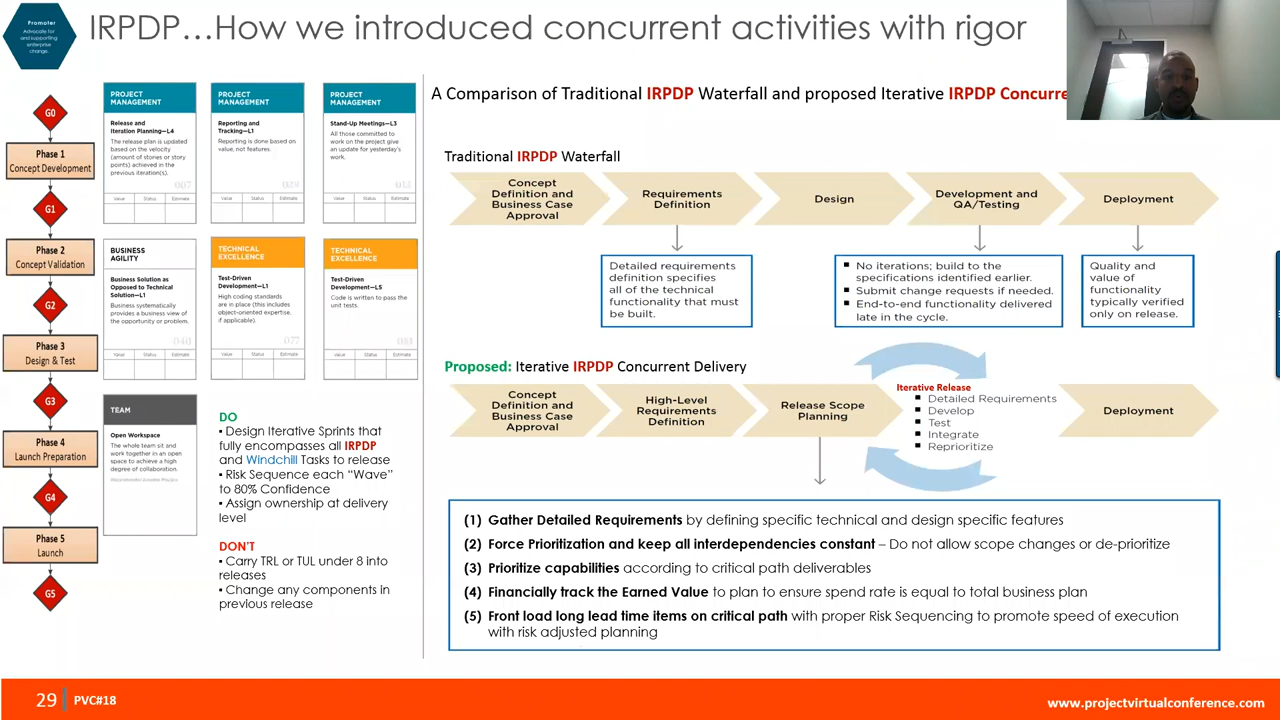 Promoter
Advocate for
and supporting
enterprise
change.
IRPDP…How we introduced concurrent activities with rigor
G0
Phase 1
Concept Development
G1
Phase 2
Concept Validation
G2
Phase 3
Design & Test
G3
Phase 4
Launch Preparation
G4
Phase 5
Launch
G5
PROJECT
MANAGEMENT
Release and
Iteration Planning—L4
The release plan is updated
based on the velocity
(amount of stories or story
points) achieved in the
previous iteration(s).
007
Value Status Estimate
PROJECT
MANAGEMENT
Reporting and
Tracking—L1
Reporting is done based on
value, not features.
029
Value Status Estimate
PROJECT
MANAGEMENT
Stand-Up Meetings—L3
All those committed to
work on the project give
an update for yesterday's
work.
Value Status Estimate
BUSINESS
AGILITY
Business Solution as
Opposed to Technical
Solution—L1
Business systematically
provides a business view of
the opportunity or problem.
040
Value Status Estimate
TECHNICAL
EXCELLENCE
Test-Driven
Development—L1
High coding standards
are in place (this includes
object-oriented expertise,
if applicable).
077
Value Status Estimate
TECHNICAL
EXCELLENCE
Test-Driven
Development—L5
Code is written to pass the
unit tests.
Value Status Estimate
TEAM
Open Workspace
The whole team sit and
work together in an open
space to achieve a high
degree of collaboration.
DO
▪ Design Iterative Sprints that
fully encompasses all IRPDP
and Windchill Tasks to release
▪ Risk Sequence each “Wave”
to 80% Confidence
▪ Assign ownership at delivery
level
DON'T
▪ Carry TRL or TUL under 8 into
releases
▪ Change any components in
previous release
A Comparison of Traditional IRPDP Waterfall and proposed Iterative IRPDP Concurre
Traditional IRPDP Waterfall
Concept
Definition and
Business Case
Approval
Requirements
Definition
Design
Development and
QA/Testing
Deployment
Detailed requirements
definition specifies
all of the technical
functionality that must
be built.
▪ No iterations; build to the
specifications identified earlier.
▪ Submit change requests if needed.
▪ End-to-end functionality delivered
late in the cycle.
Quality and
value of
functionality
typically verified
only on release.
Proposed: Iterative IRPDP Concurrent Delivery
Concept
Definition and
Business Case
Approval
High-Level
Requirements
Definition
Release Scope
Planning
Iterative Release
▪ Detailed Requirements
▪ Develop
▪ Test
▪ Integrate
▪ Reprioritize
Deployment
(1) Gather Detailed Requirements by defining specific technical and design specific features
(2) Force Prioritization and keep all interdependencies constant – Do not allow scope changes or de-prioritize
(3) Prioritize capabilities according to critical path deliverables
(4) Financially track the Earned Value to plan to ensure spend rate is equal to total business plan
(5) Front load long lead time items on critical path with proper Risk Sequencing to promote speed of execution
with risk adjusted planning
29 PVC#18
www.projectvirtualconference.com